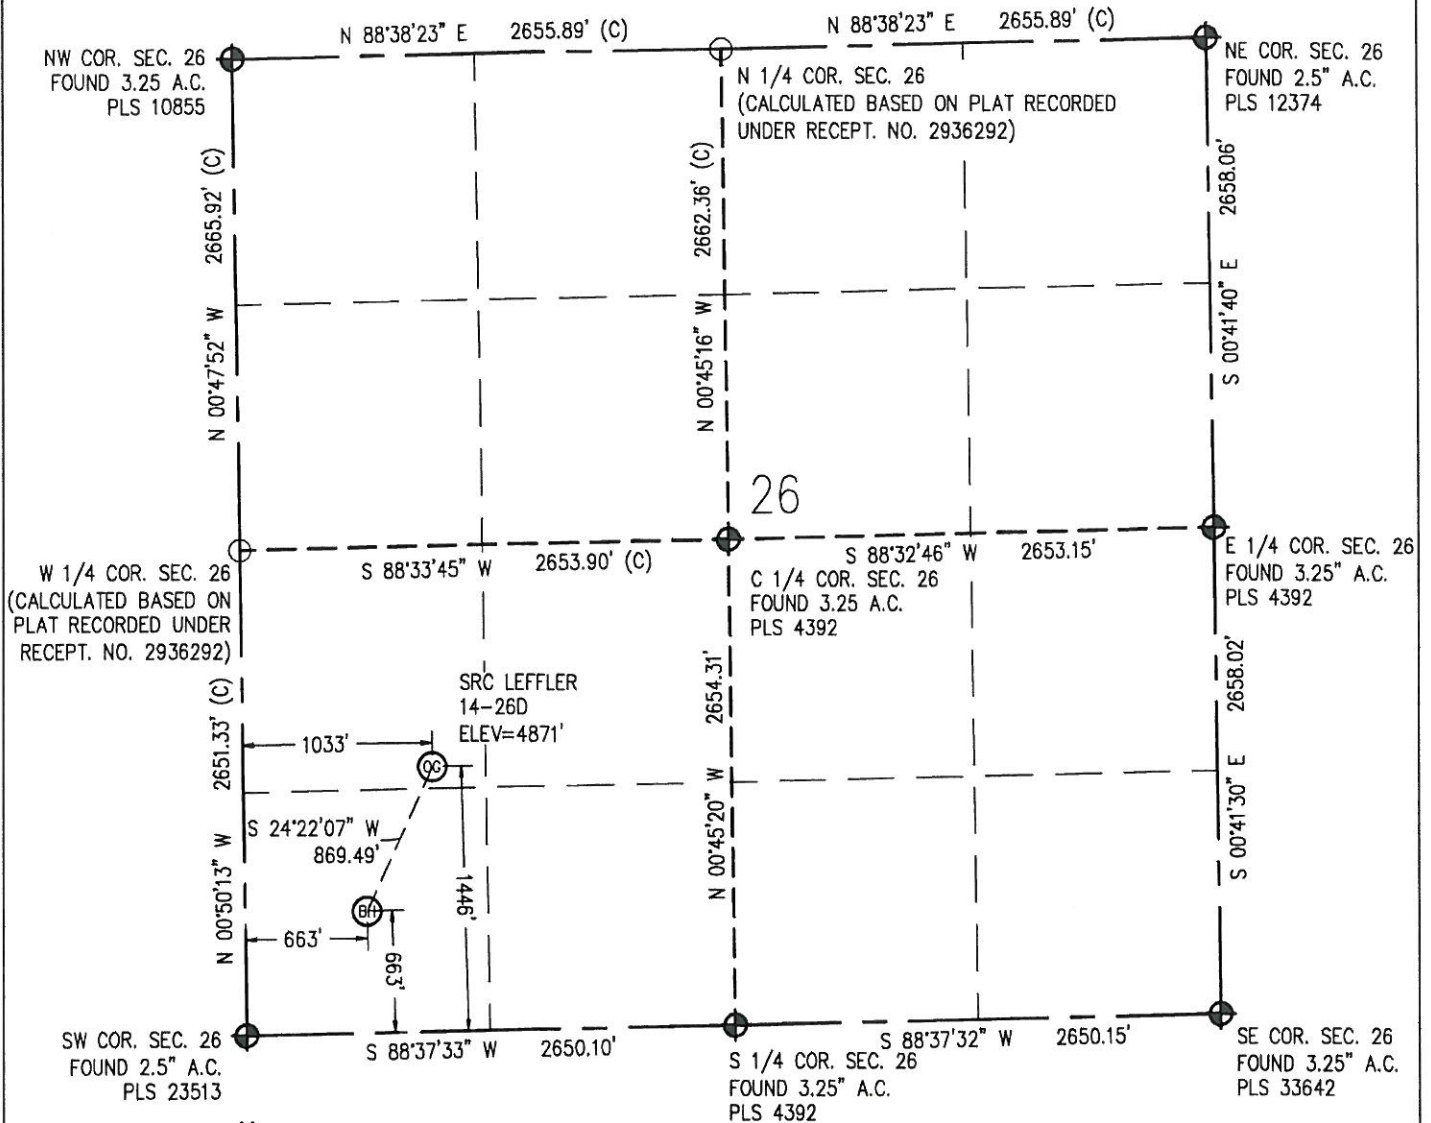 N 88°38'23" E 2655.89' (C)
N 88°38'23" E 2655.89' (C)
NW COR. SEC. 26
FOUND 3.25 A.C.
PLS 10855
N 1/4 COR. SEC. 26
(CALCULATED BASED ON PLAT RECORDED
UNDER RECEPT. NO. 2936292)
NE COR. SEC. 26
FOUND 2.5" A.C.
PLS 12374
N 00°47'52" W 2665.92' (C)
N 00°45'16" W 2662.36' (C)
S 00°41'40" E 2658.06'
26
S 88°33'45" W 2653.90' (C)
S 88°32'46" W 2653.15'
W 1/4 COR. SEC. 26
(CALCULATED BASED ON
PLAT RECORDED UNDER
RECEPT. NO. 2936292)
C 1/4 COR. SEC. 26
FOUND 3.25 A.C.
PLS 4392
E 1/4 COR. SEC. 26
FOUND 3.25" A.C.
PLS 4392
SRC LEFFLER
14-26D
ELEV=4871'
N 00°50'13" W 2651.33' (C)
1033'
OG
S 24°22'07" W
869.49'
BH
1446'
663'
663'
N 00°45'20" W 2654.31'
S 00°41'30" E 2658.02'
SW COR. SEC. 26
FOUND 2.5" A.C.
PLS 23513
S 88°37'33" W 2650.10'
S 1/4 COR. SEC. 26
FOUND 3.25" A.C.
PLS 4392
S 88°37'32" W 2650.15'
SE COR. SEC. 26
FOUND 3.25" A.C.
PLS 33642